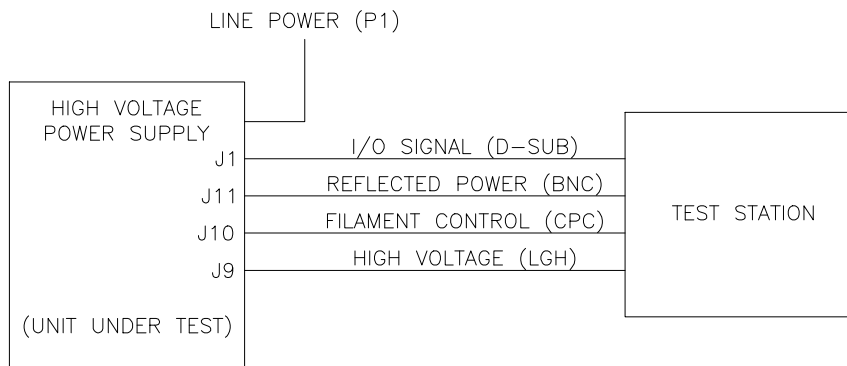 LINE POWER (P1)
HIGH VOLTAGE
POWER SUPPLY
J1
I/O SIGNAL (D-SUB)
J11
REFLECTED POWER (BNC)
J10
FILAMENT CONTROL (CPC)
J9
HIGH VOLTAGE (LGH)
(UNIT UNDER TEST)
TEST STATION